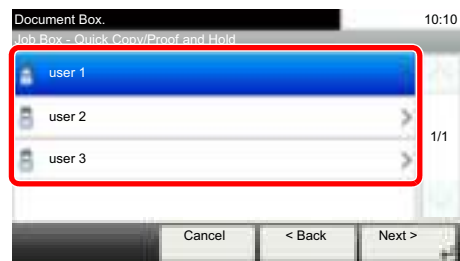 Document Box.
10:10
Job Box - Quick Copy/Proof and Hold
user 1
user 2
1/1
user 3
Cancel
< Back
Next >